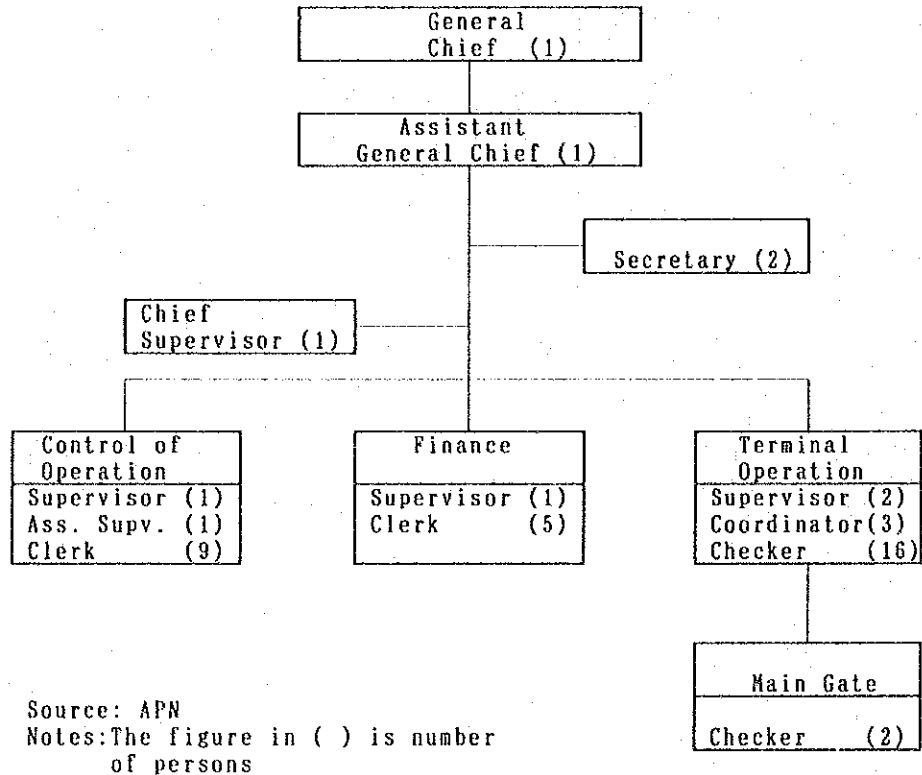 General
Chief (1)
Assistant
General Chief (1)
Secretary (2)
Chief
Supervisor (1)
Control of
Operation
Supervisor (1)
Ass. Supv. (1)
Clerk (9)
Finance
Supervisor (1)
Clerk (5)
Terminal
Operation
Supervisor (2)
Coordinator(3)
Checker (16)
Main Gate
Checker (2)
Source: APN
Notes:The figure in ( ) is number
of persons